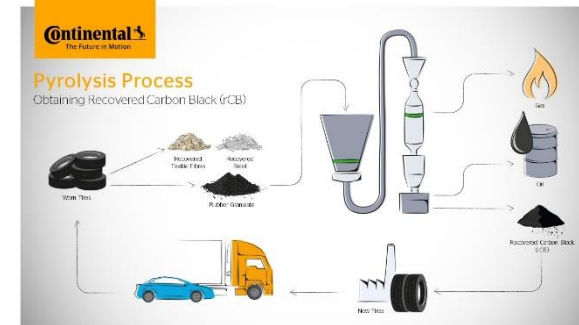 Continental
The Future in Motion
Pyrolysis Process
Obtaining Recovered Carbon Black (rCB)
Gas
Recovered
Textile Fibres
Recovered
Steel
Worn Tires
Rubber Granulate
Oil
Recovered Carbon Black
(rCB)
New Tires